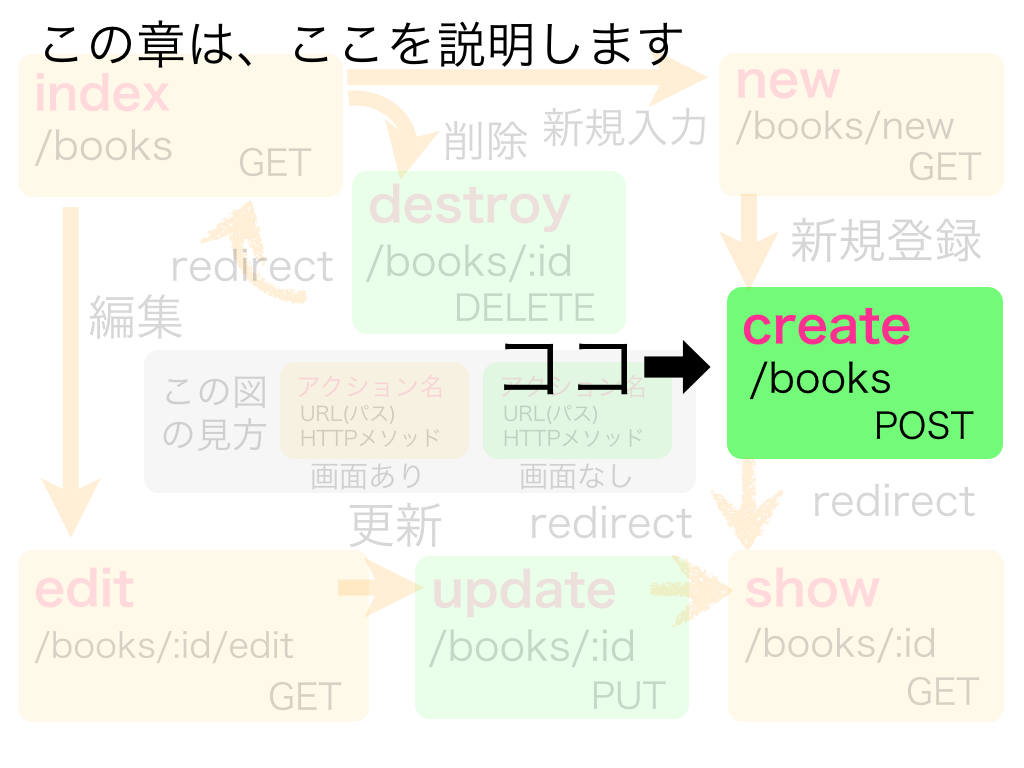 この章は、ここを説明します
index
/books
GET
削除
新規入力
new
/books/new
GET
destroy
/books/:id
DELETE
redirect
編集
新規登録
create
/books
POST
ココ
この図
の見方
アクション名
URL(パス)
HTTPメソッド
画面あり
アクション名
URL(パス)
HTTPメソッド
画面なし
更新
redirect
redirect
edit
/books/:id/edit
GET
update
/books/:id
PUT
show
/books/:id
GET